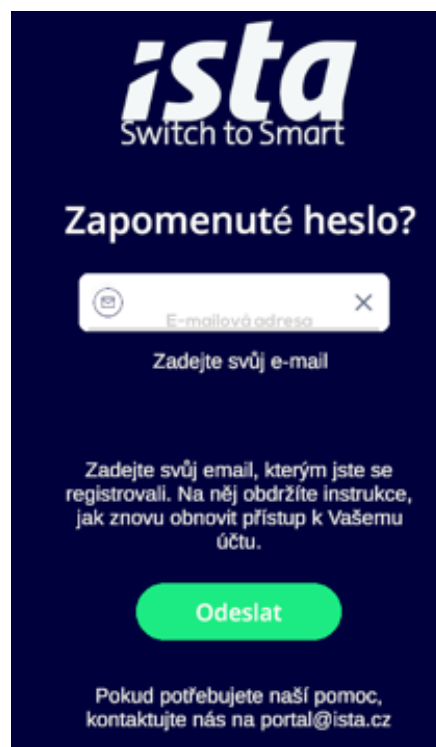 ista
Switch to Smart
Zapomenuté heslo?
E-mailová adresa
Zadejte svůj e-mail
Zadejte svůj email, kterým jste se
registrovali. Na něj obdržíte instrukce,
jak znovu obnovit přístup k Vašemu
účtu.
Odeslat
Pokud potřebujete naší pomoc,
kontaktujte nás na portal@ista.cz